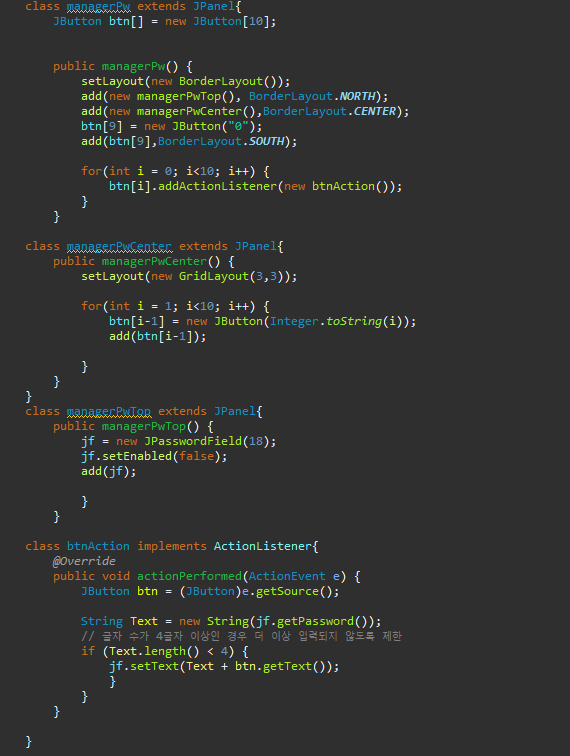 class managerPw extends JPanel{
    JButton btn[] = new JButton[10];
    public managerPw() {
        setLayout(new BorderLayout());
        add(new managerPwTop(), BorderLayout.NORTH);
        add(new managerPwCenter(),BorderLayout.CENTER);
        btn[9] = new JButton("0");
        add(btn[9],BorderLayout.SOUTH);
        for(int i = 0; i<10; i++) {
            btn[i].addActionListener(new btnAction());
        }
    }
class managerPwCenter extends JPanel{
    public managerPwCenter() {
        setLayout(new GridLayout(3,3));
        for(int i = 1; i<10; i++) {
            btn[i-1] = new JButton(Integer.toString(i));
            add(btn[i-1]);
        }
    }
}
class managerPwTop extends JPanel{
    public managerPwTop() {
        jf = new JPasswordField(18);
        jf.setEnabled(false);
        add(jf);
        }
    }
class btnAction implements ActionListener{
    @Override
    public void actionPerformed(ActionEvent e) {
        JButton btn = (JButton)e.getSource();
        String Text = new String(jf.getPassword());
        // 글자 수가 4글자 이상인 경우 더 이상 입력되지 않도록 제한
        if (Text.length() < 4) {
            jf.setText(Text + btn.getText());
            }
        }
    }
}